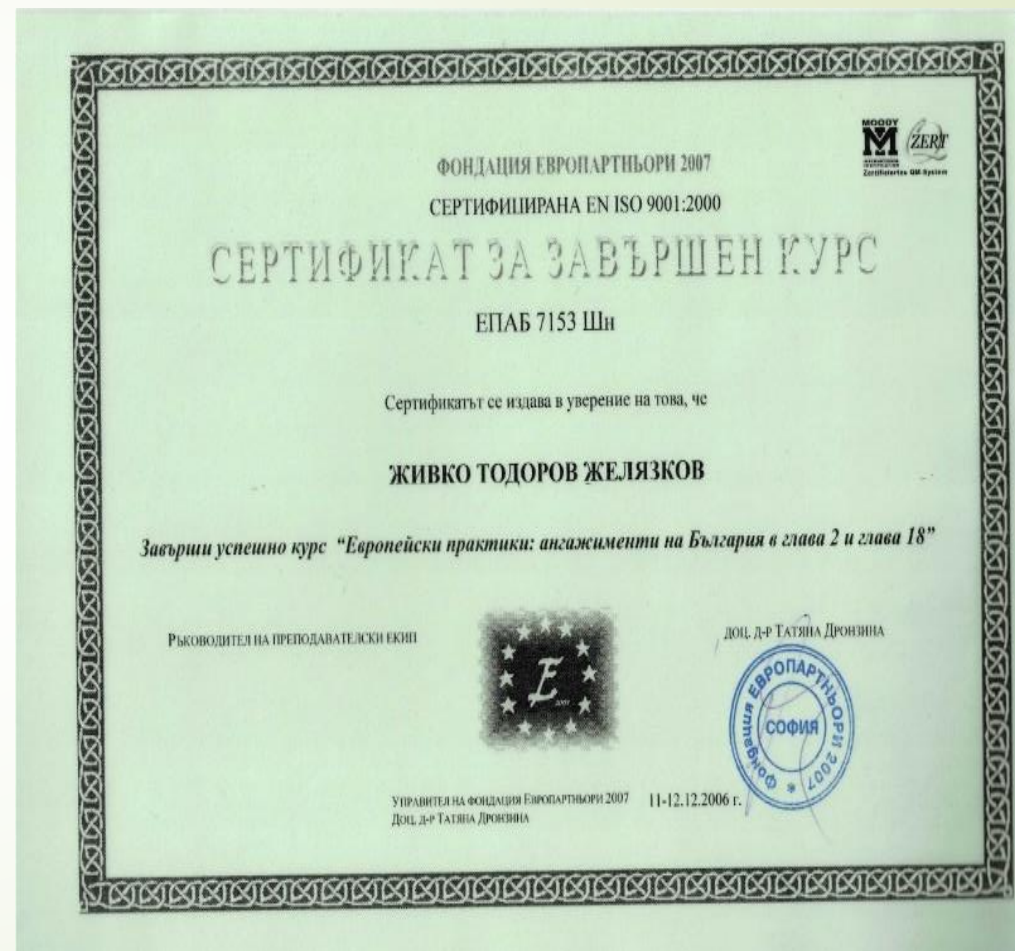 MOODY
M
INTERNATIONAL
ZERT
Zertifiziertes QM-System
ФОНДАЦИЯ ЕВРОПАРТНЬОРИ 2007
СЕРТИФИЦИРАНА EN ISO 9001:2000
СЕРТИФИКАТ ЗА ЗАВЪРШЕН КУРС
ЕПАБ 7153 Шн
Сертификатът се издава в уверение на това, че
ЖИВКО ТОДОРОВ ЖЕЛЯЗКОВ
Завърши успешно курс “Европейски практики: ангажименти на България в глава 2 и глава 18”
РЪКОВОДИТЕЛ НА ПРЕПОДАВАТЕЛСКИ ЕКИП
ДОЦ. Д-Р ТАТЯНА ДРОНЗИНА
E
2007
фондация ЕВРОПАРТНЬОРИ 2007 *
СОФИЯ
УПРАВИТЕЛ НА ФОНДАЦИЯ ЕВРОПАРТНЬОРИ 2007 11-12.12.2006 г.
ДОЦ. Д-Р ТАТЯНА ДРОНЗИНА